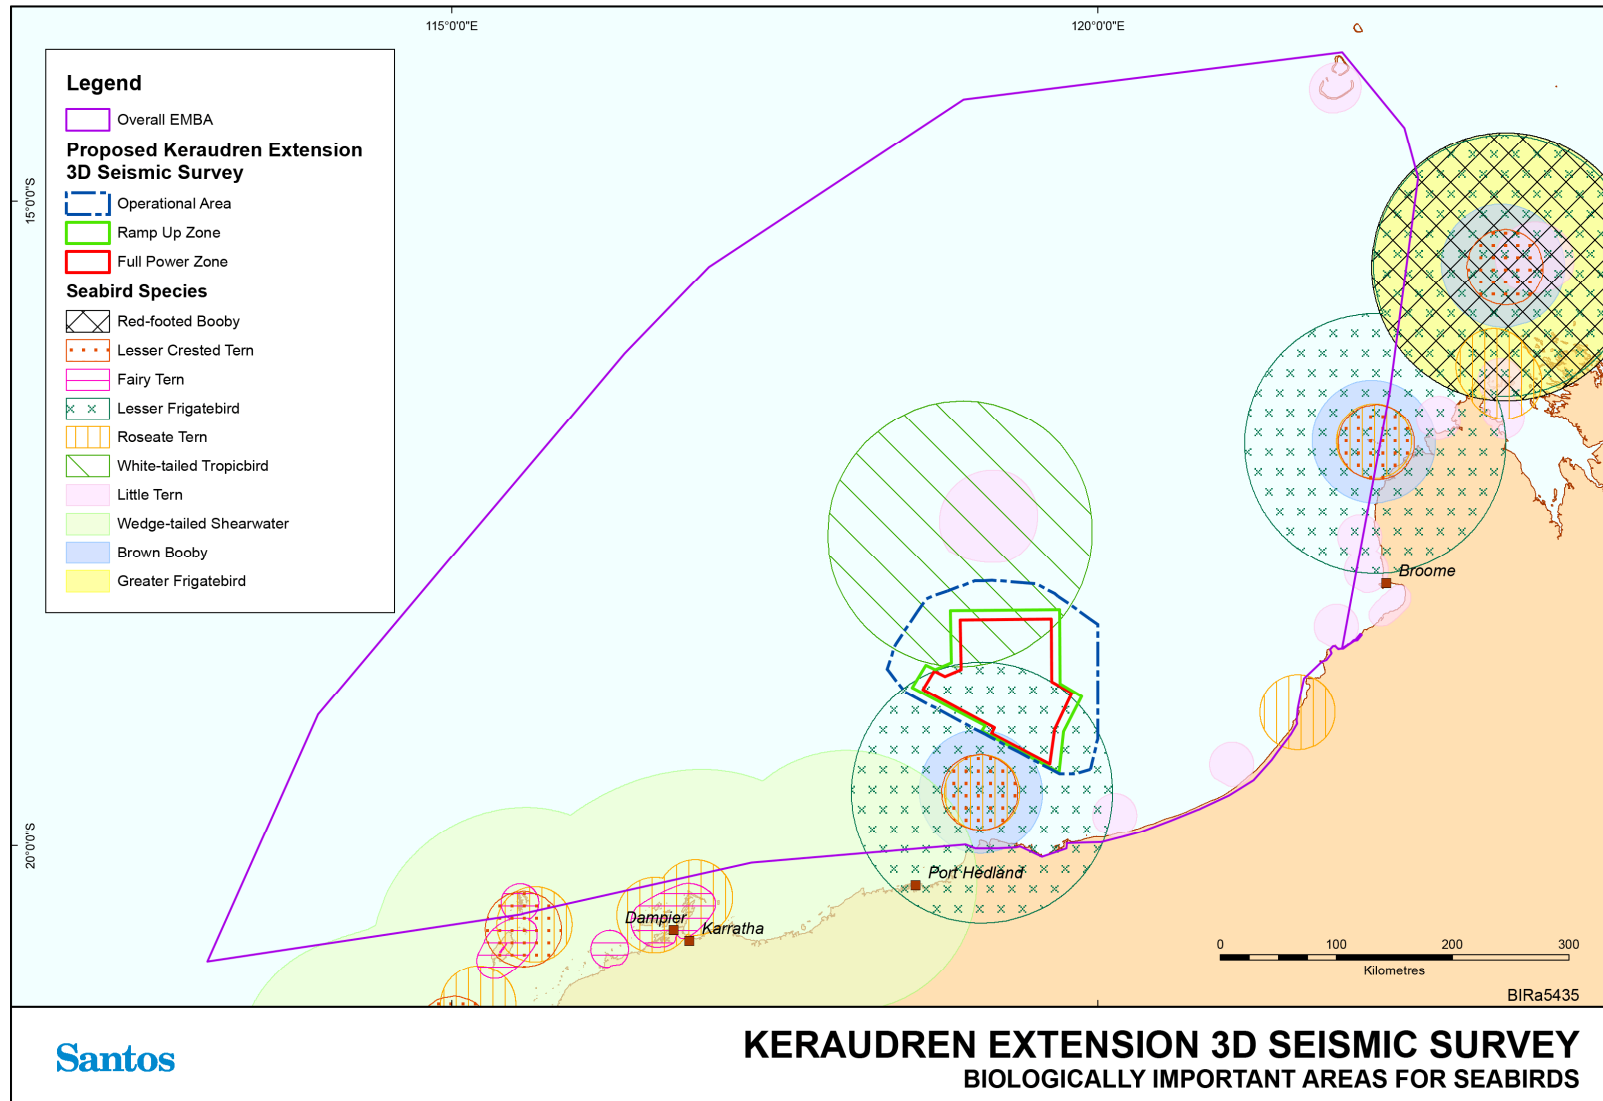 115°0'0"E
120°0'0"E
15°0'0"S
20°0'0"S
Legend
Overall EMBA
Proposed Keraudren Extension
3D Seismic Survey
Operational Area
Ramp Up Zone
Full Power Zone
Seabird Species
Red-footed Booby
Lesser Crested Tern
Fairy Tern
Lesser Frigatebird
Roseate Tern
White-tailed Tropicbird
Little Tern
Wedge-tailed Shearwater
Brown Booby
Greater Frigatebird
Broome
Port Hedland
Dampier
Karratha
0 100 200 300
Kilometres
BIRa5435
Santos
KERAUDREN EXTENSION 3D SEISMIC SURVEY
BIOLOGICALLY IMPORTANT AREAS FOR SEABIRDS